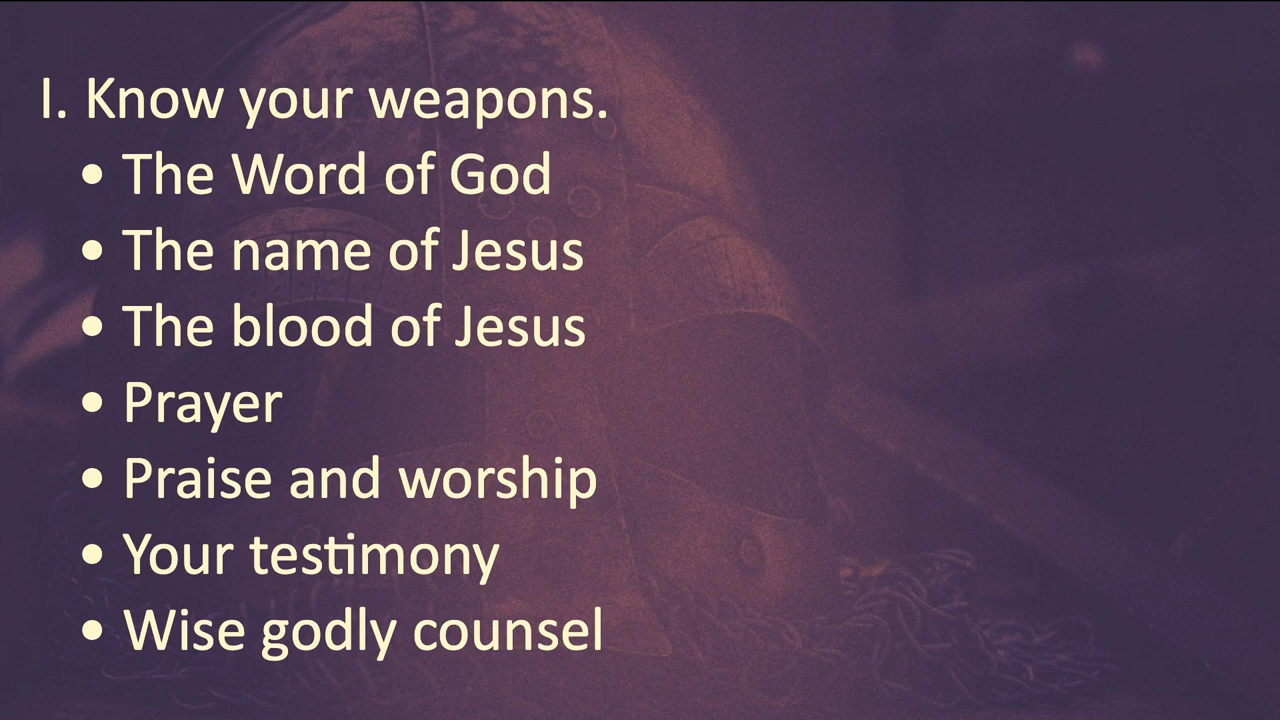 I. Know your weapons.
• The Word of God
• The name of Jesus
• The blood of Jesus
• Prayer
• Praise and worship
• Your testimony
• Wise godly counsel